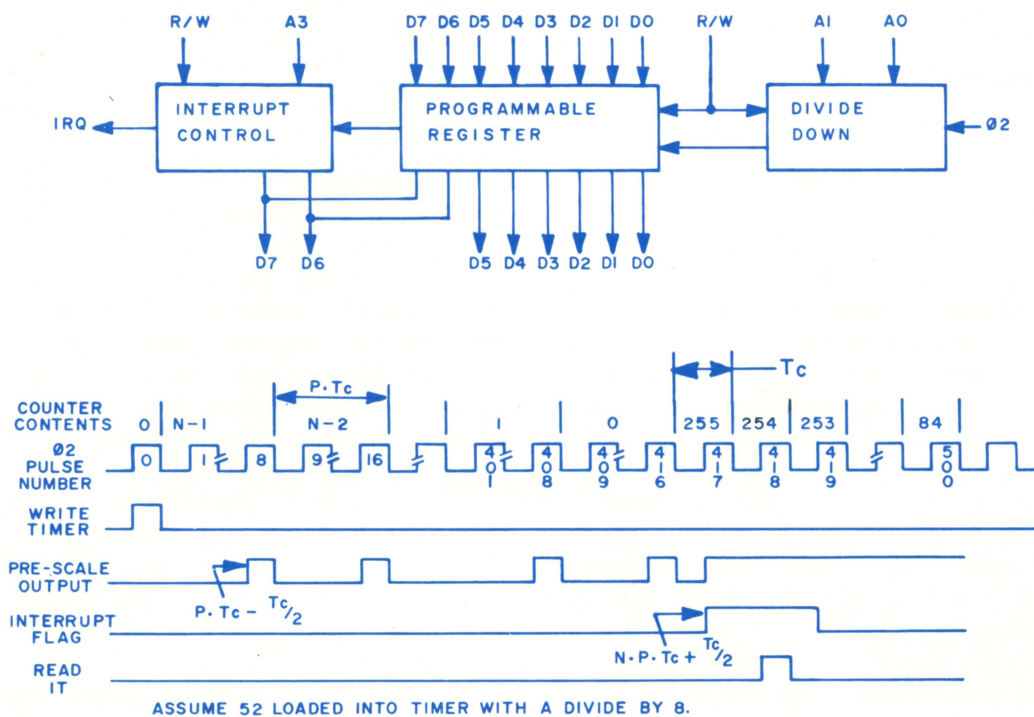 R/W A3 D7 D6 D5 D4 D3 D2 D1 D0 R/W A1 A0
INTERRUPT CONTROL
PROGRAMMABLE REGISTER
DIVIDE DOWN
IRQ
Ø2
D7 D6 D5 D4 D3 D2 D1 D0
P·Tc
Tc
COUNTER CONTENTS
0 N-1 N-2 1 0 255 254 253 84
Ø2 PULSE NUMBER
0 1 8 9 16 401 408 409 416 417 418 419 500
WRITE TIMER
PRE-SCALE OUTPUT
P·Tc - Tc/2
INTERRUPT FLAG
N·P·Tc + Tc/2
READ IT
ASSUME 52 LOADED INTO TIMER WITH A DIVIDE BY 8.